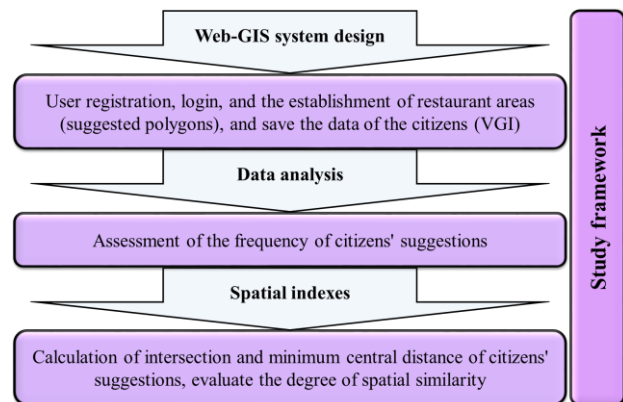 Web-GIS system design
User registration, login, and the establishment of restaurant areas
(suggested polygons), and save the data of the citizens (VGI)
Data analysis
Assessment of the frequency of citizens' suggestions
Spatial indexes
Calculation of intersection and minimum central distance of citizens'
suggestions, evaluate the degree of spatial similarity
Study framework